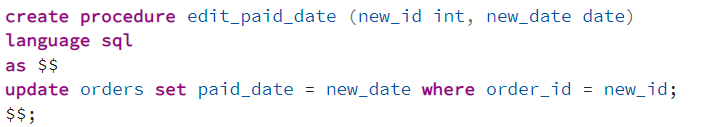 create procedure edit_paid_date (new_id int, new_date date)
language sql
as $$
update orders set paid_date = new_date where order_id = new_id;
$$;